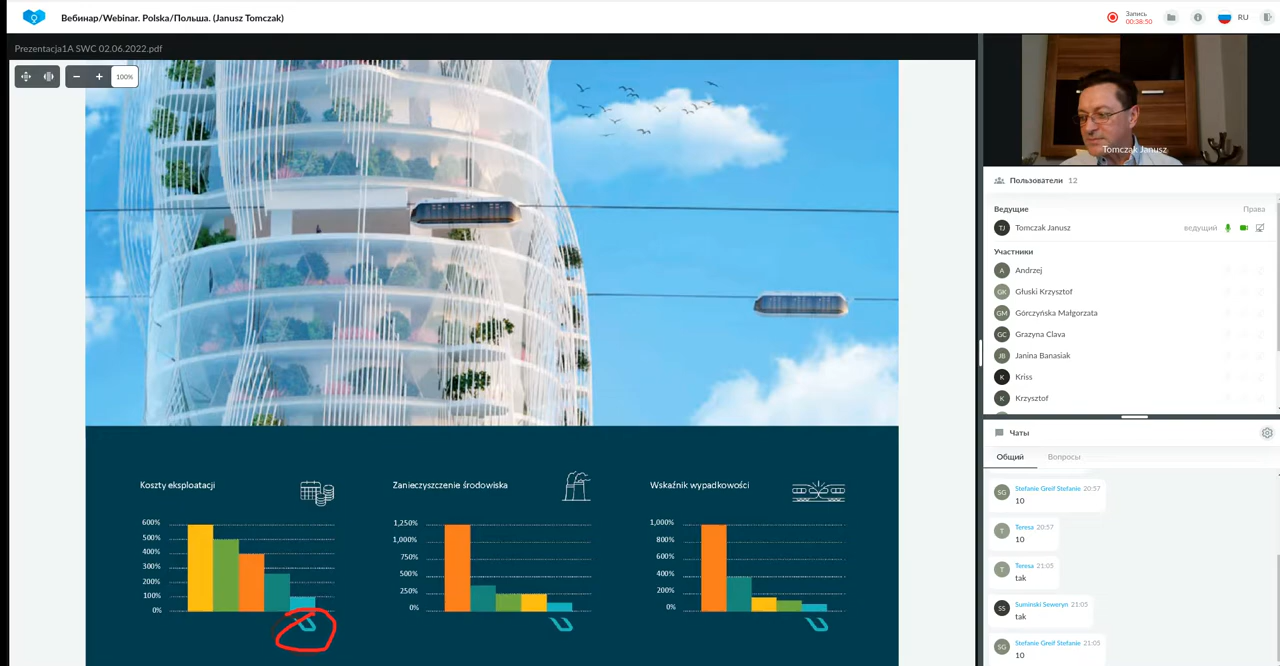 Вебинар/Webinar. Polska/Польша. (Janusz Tomczak)
Запись
00:38:50
RU
Prezentacja1A SWC 02.06.2022.pdf
100%
Tomczak Janusz
Пользователи 12
Ведущие Права
TJ Tomczak Janusz ведущий
Участники
A Andrzej
GK Głuski Krzysztof
GM Górczyńska Małgorzata
GC Grazyna Clava
JB Janina Banasiak
K Kriss
K Krzysztof
Чаты
Общий Вопросы
SG Stefanie Greif Stefanie 20:57
10
T Teresa 20:57
10
T Teresa 21:05
tak
SS Sumiński Seweryn 21:05
tak
SG Stefanie Greif Stefanie 21:05
10
Koszty eksploatacji
600%
500%
400%
300%
200%
100%
0%
Zanieczyszczenie środowiska
1,250%
1,000%
750%
500%
250%
0%
Wskaźnik wypadkowości
1,000%
800%
600%
400%
200%
0%